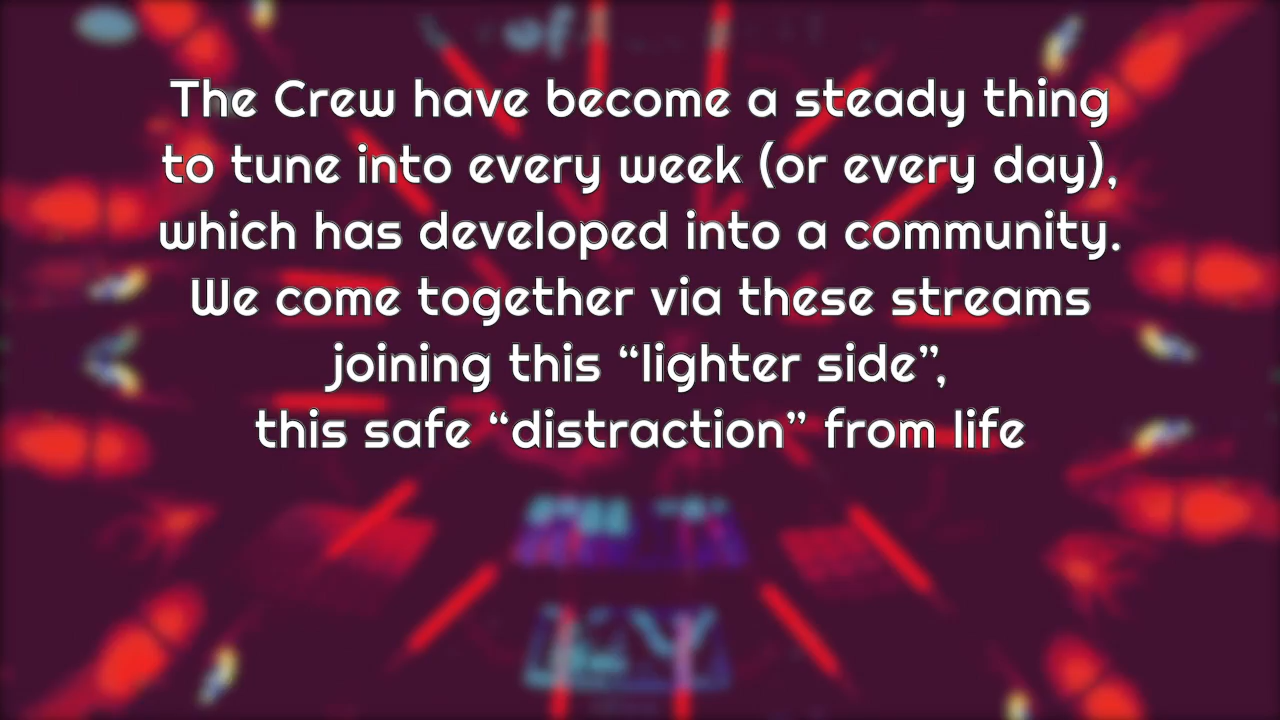 The Crew have become a steady thing
to tune into every week (or every day),
which has developed into a community.
We come together via these streams
joining this “lighter side”,
this safe “distraction” from life